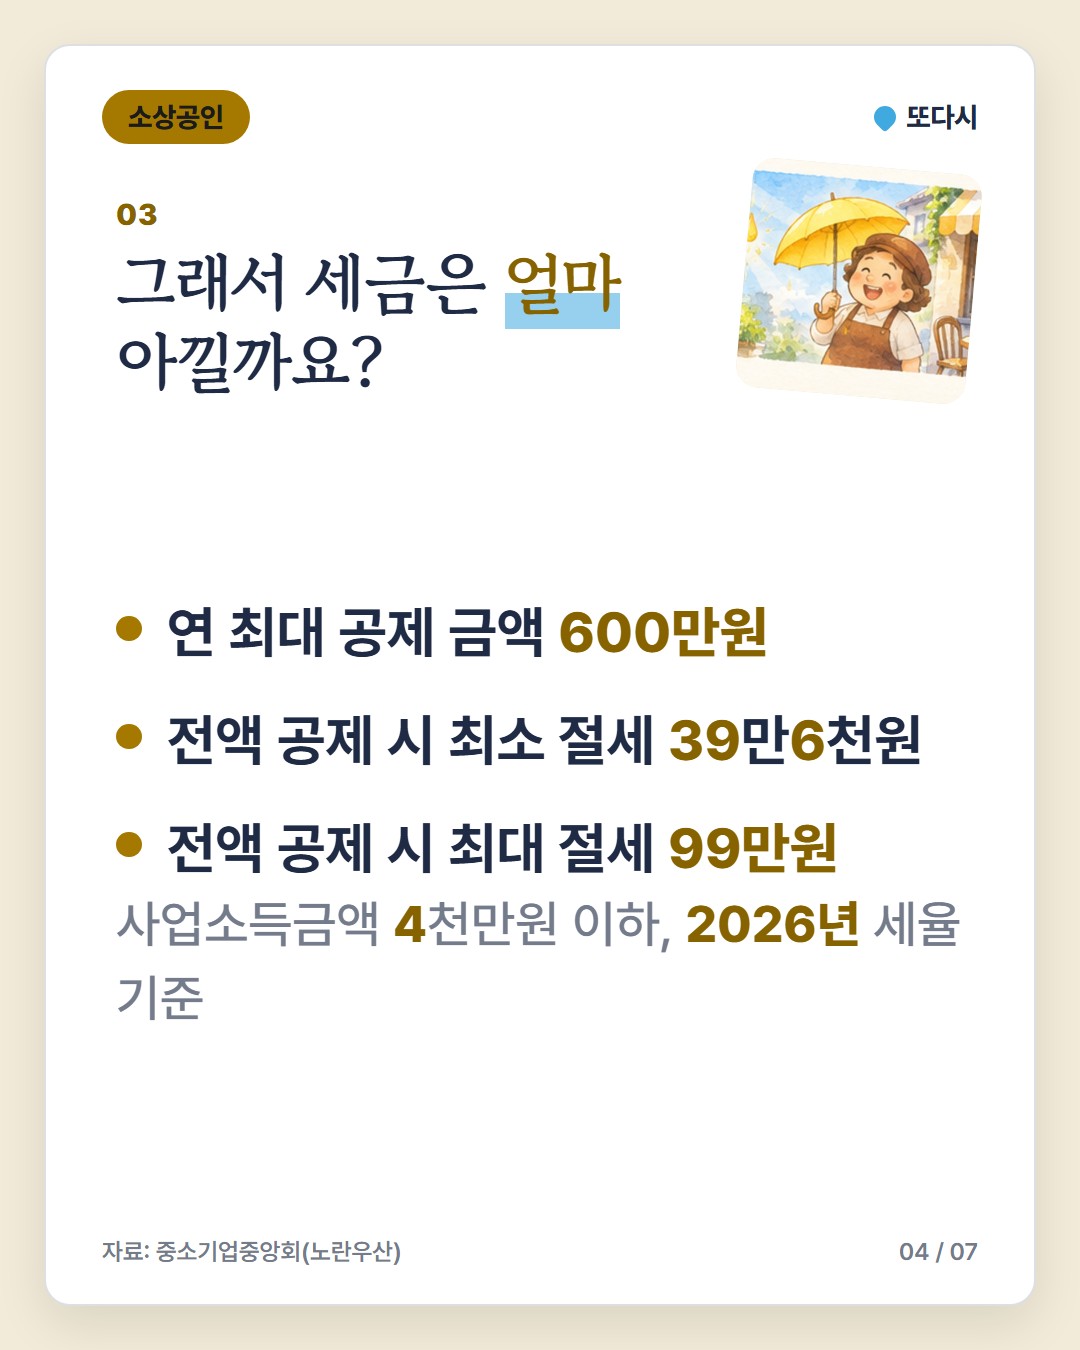 소상공인
또다시
03
그래서 세금은 얼마
아낄까요?
연 최대 공제 금액 600만원
전액 공제 시 최소 절세 39만6천원
전액 공제 시 최대 절세 99만원
사업소득금액 4천만원 이하, 2026년 세율
기준
자료: 중소기업중앙회(노란우산)
04 / 07